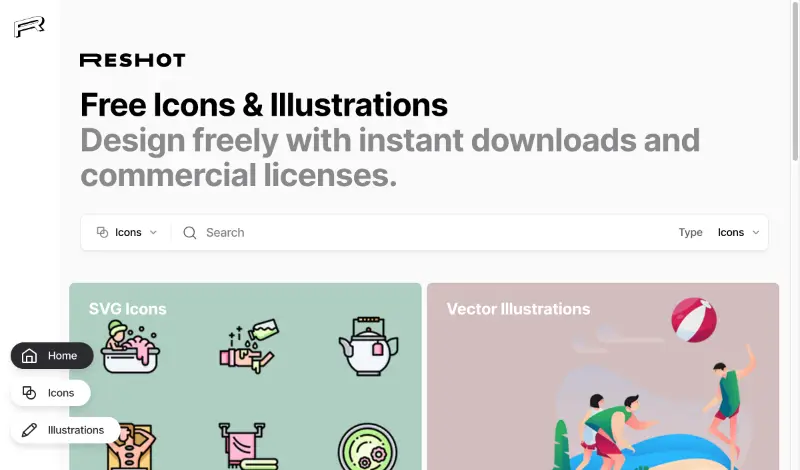 RESHOT
Free Icons & Illustrations
Design freely with instant downloads and
commercial licenses.
Icons
Search
Type
Icons
SVG Icons
Vector Illustrations
Home
Icons
Illustrations